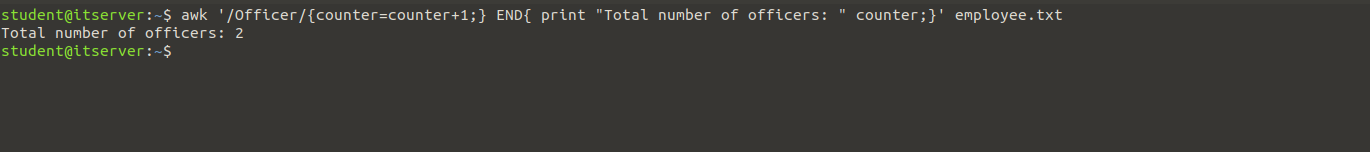 student@itserver:~$ awk '/Officer/{counter=counter+1;} END{ print "Total number of officers: " counter;}' employee.txt
Total number of officers: 2
student@itserver:~$